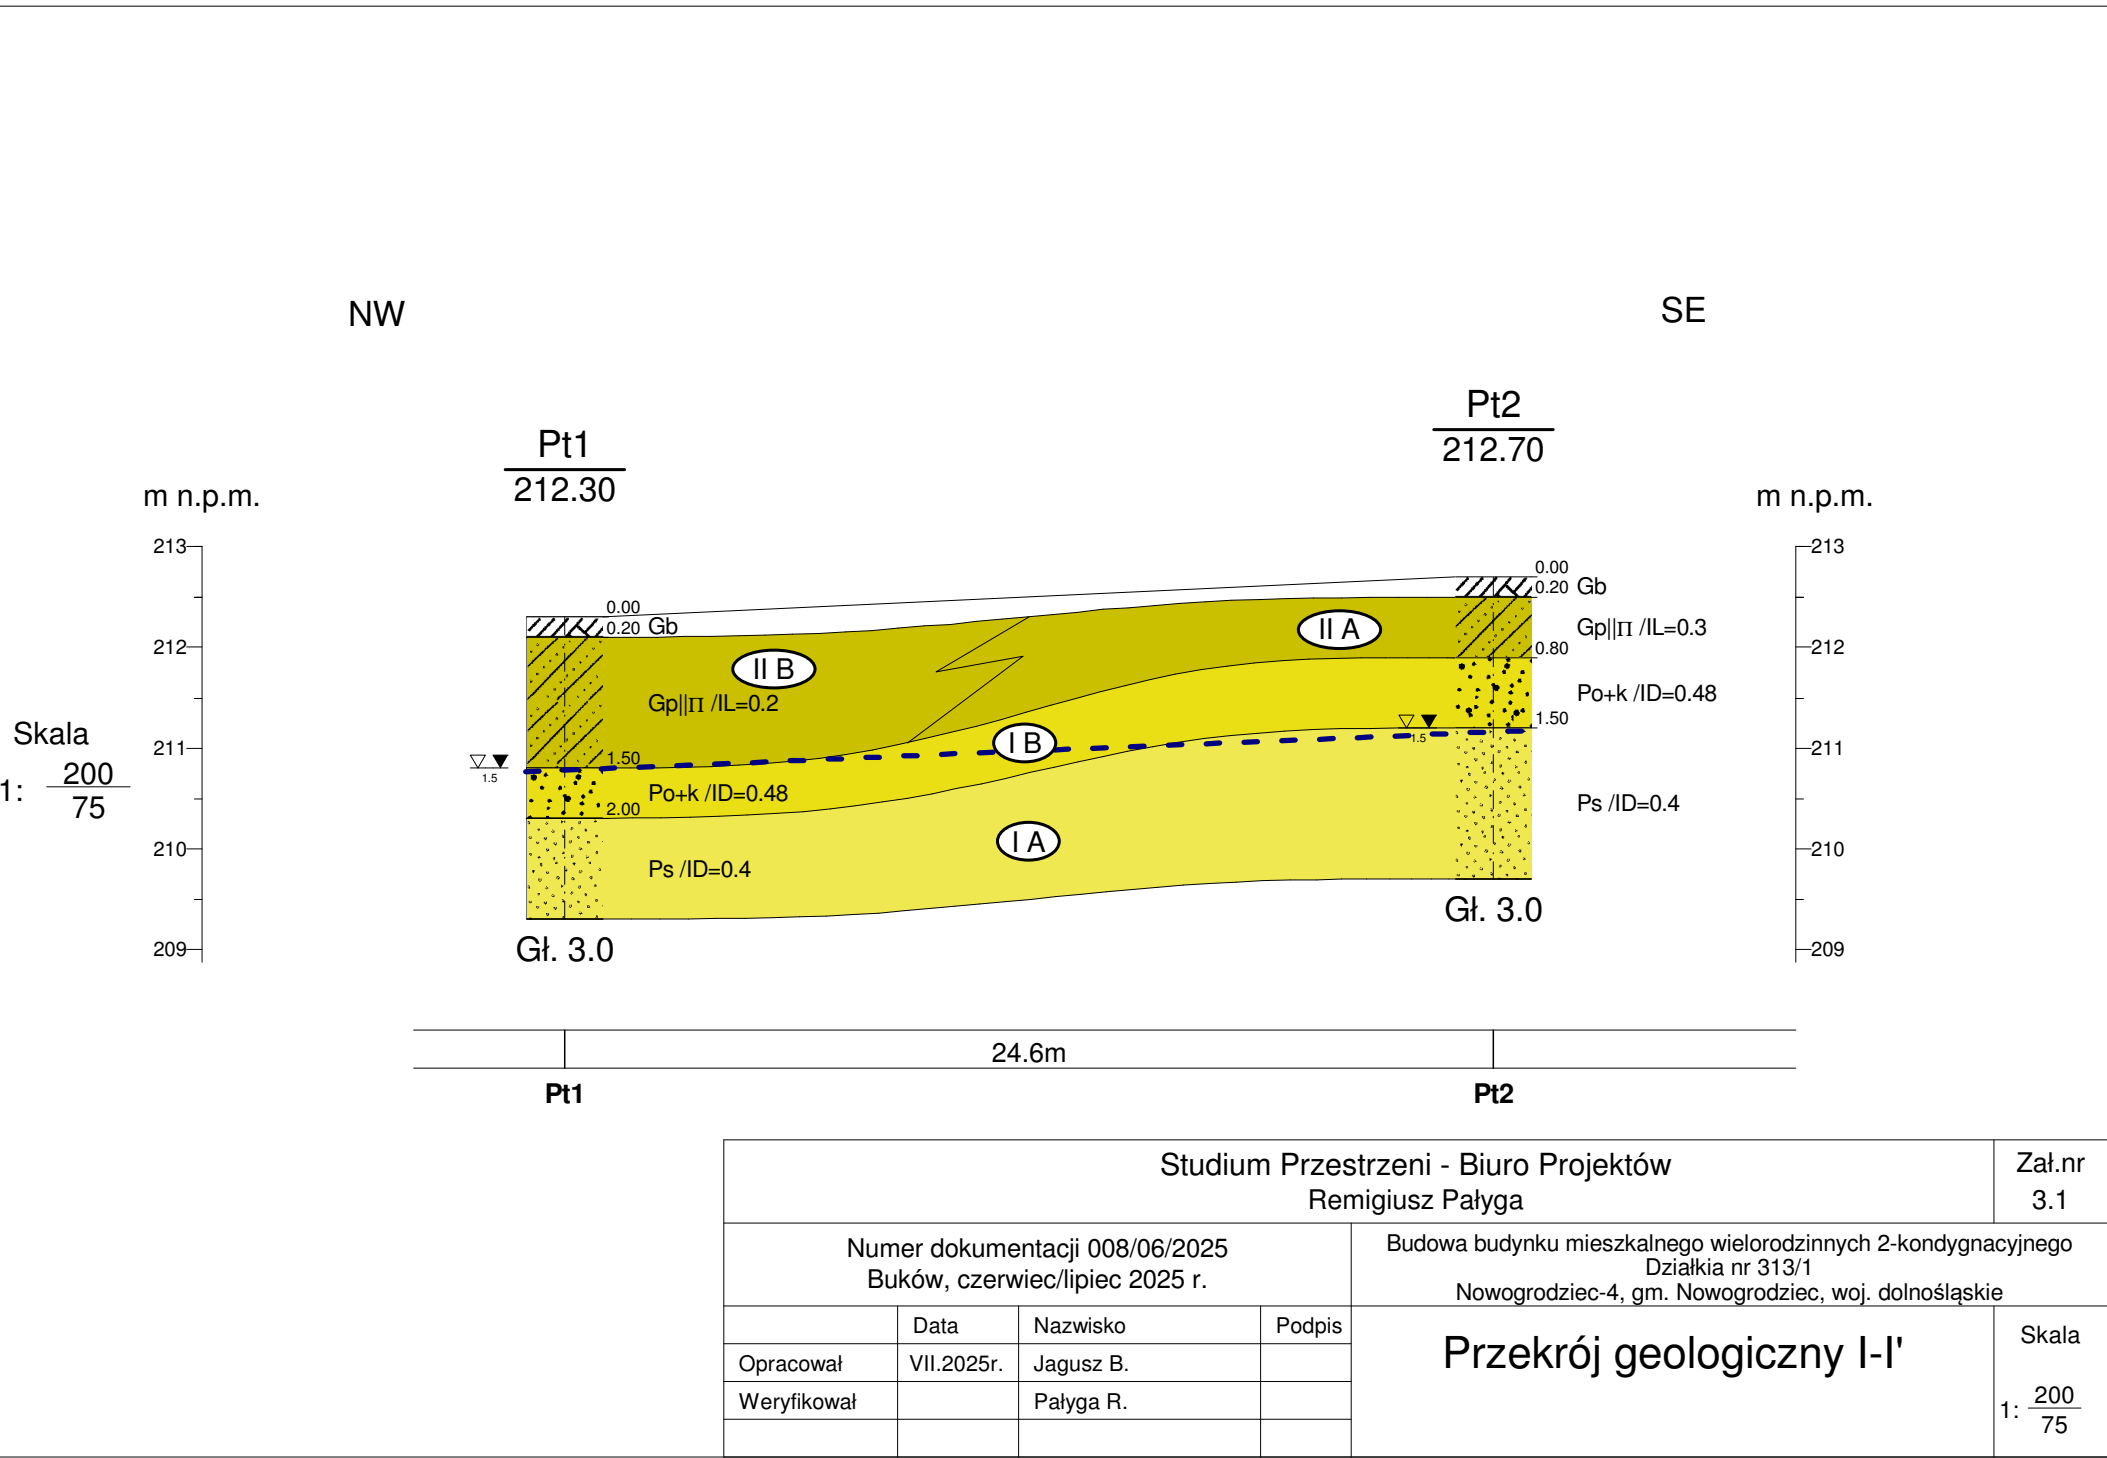 NW
SE
Pt1
212.30
Pt2
212.70
m n.p.m.
m n.p.m.
213
212
211
210
209
213
212
211
210
209
Skala
1: 200
75
0.00
0.20 Gb
II B
Gp||Π /IL=0.2
1.50
1.5
Po+k /ID=0.48
2.00
Ps /ID=0.4
Gł. 3.0
I B
I A
II A
0.00
0.20 Gb
Gp||Π /IL=0.3
0.80
Po+k /ID=0.48
1.50
1.5
Ps /ID=0.4
Gł. 3.0
24.6m
Pt1
Pt2
Studium Przestrzeni - Biuro Projektów
Remigiusz Pałyga
Zał.nr
3.1
Numer dokumentacji 008/06/2025
Buków, czerwiec/lipiec 2025 r.
Budowa budynku mieszkalnego wielorodzinnych 2-kondygnacyjnego
Działkia nr 313/1
Nowogrodziec-4, gm. Nowogrodziec, woj. dolnośląskie
Data Nazwisko Podpis
Opracował VII.2025r. Jagusz B.
Weryfikował Pałyga R.
Przekrój geologiczny I-I'
Skala
1: 200
75